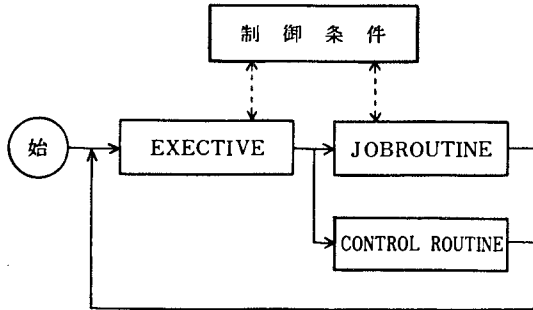 制御条件
始
EXECTIVE
JOBROUTINE
CONTROL ROUTINE